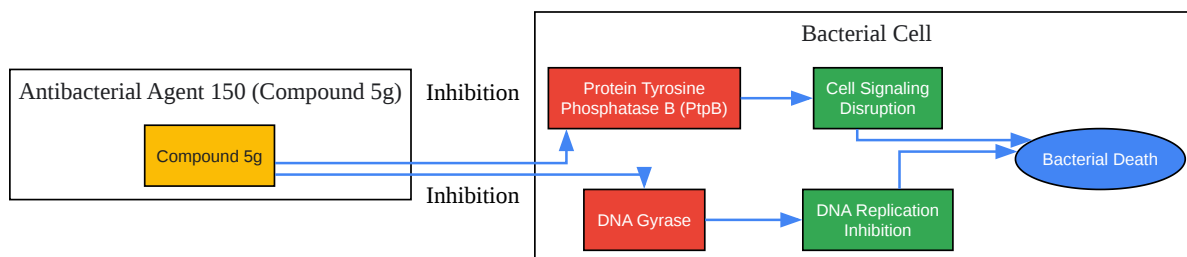 Bacterial Cell
Antibacterial Agent 150 (Compound 5g)
Inhibition
Protein Tyrosine
Phosphatase B (PtpB)
Cell Signaling
Disruption
Compound 5g
Bacterial Death
Inhibition
DNA Gyrase
DNA Replication
Inhibition